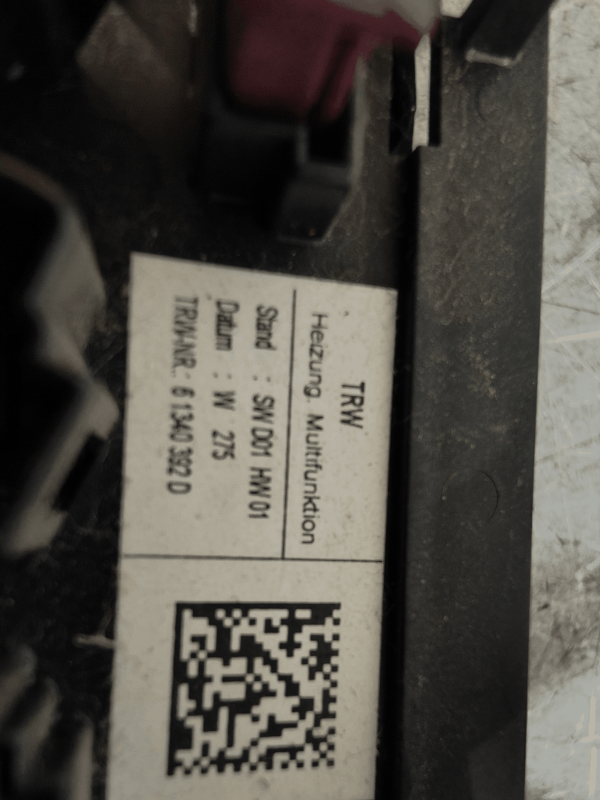 TRW
Heizung. Multifunktion
Stand : SW D01 HW 01
Datum : W 275
TRW-NR.: 6 1340 392 D